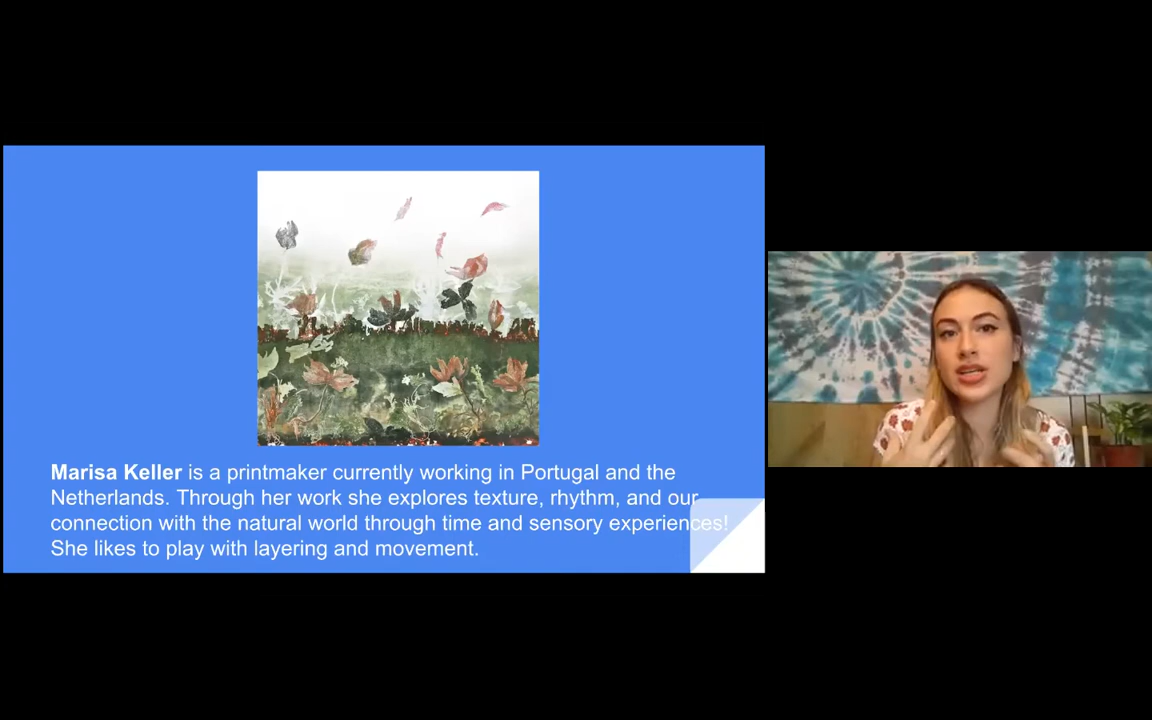 Marisa Keller is a printmaker currently working in Portugal and the
Netherlands. Through her work she explores texture, rhythm, and our
connection with the natural world through time and sensory experiences!
She likes to play with layering and movement.